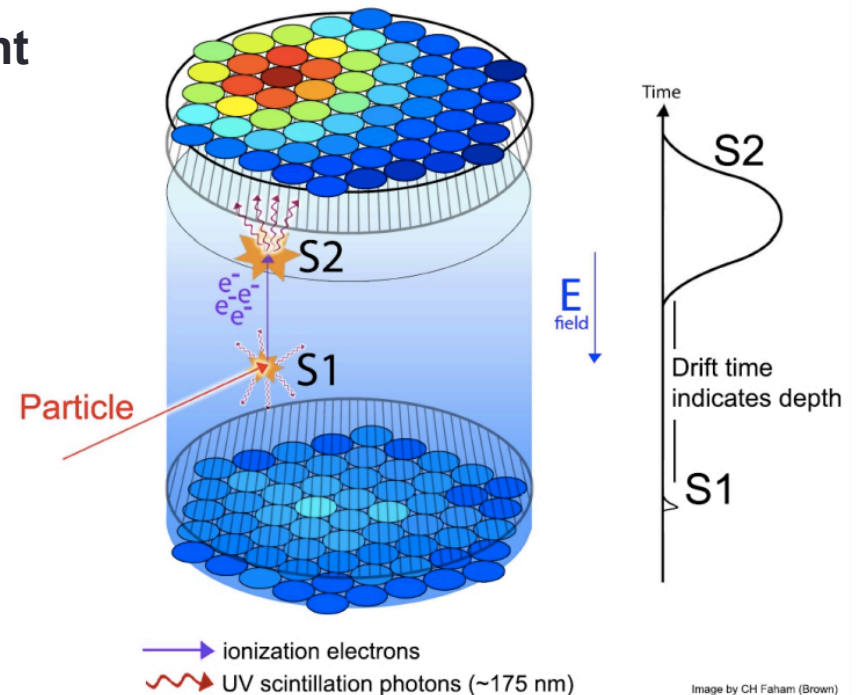 nt
Time
S2
S2
e-
e- e-
e-
E
field
S1
Drift time
indicates depth
Particle
S1
ionization electrons
UV scintillation photons (~175 nm)
Image by CH Faham (Brown)